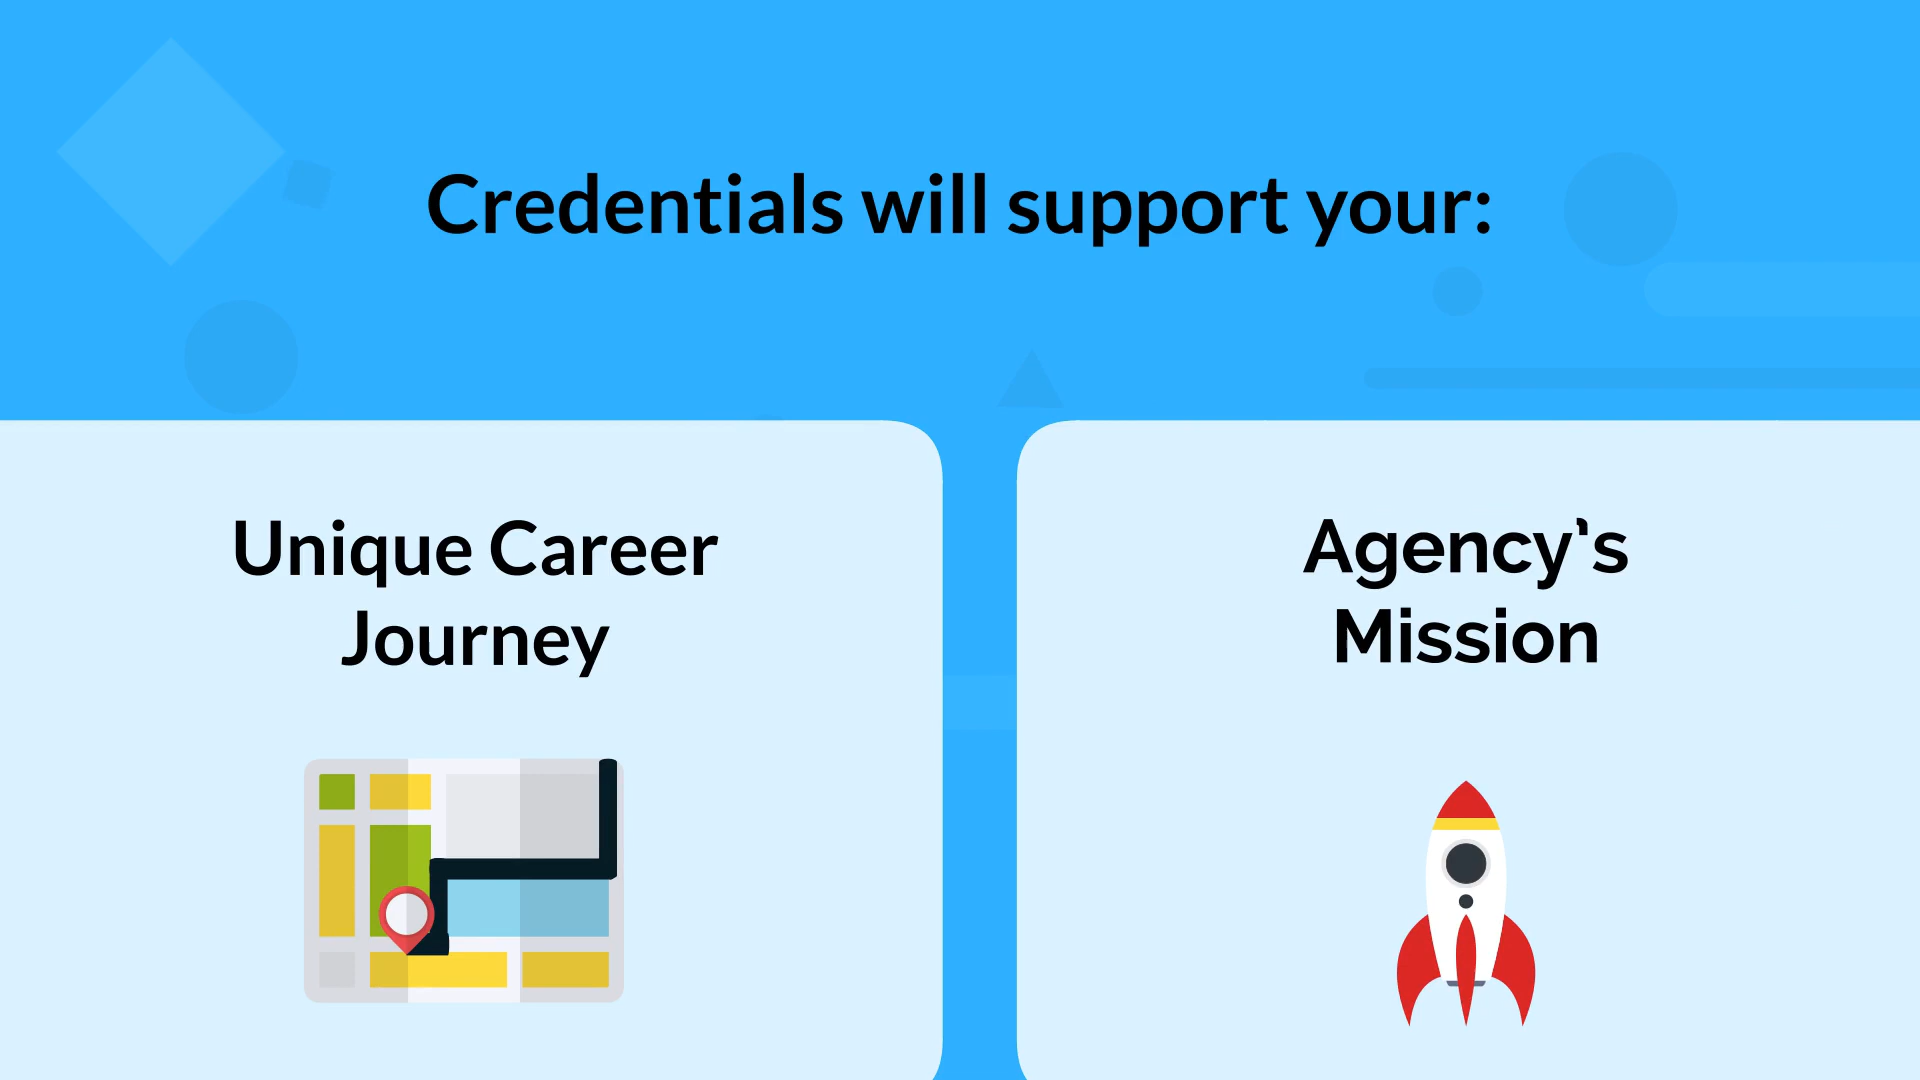 Credentials will support your:
Unique Career
Journey
Agency's
Mission